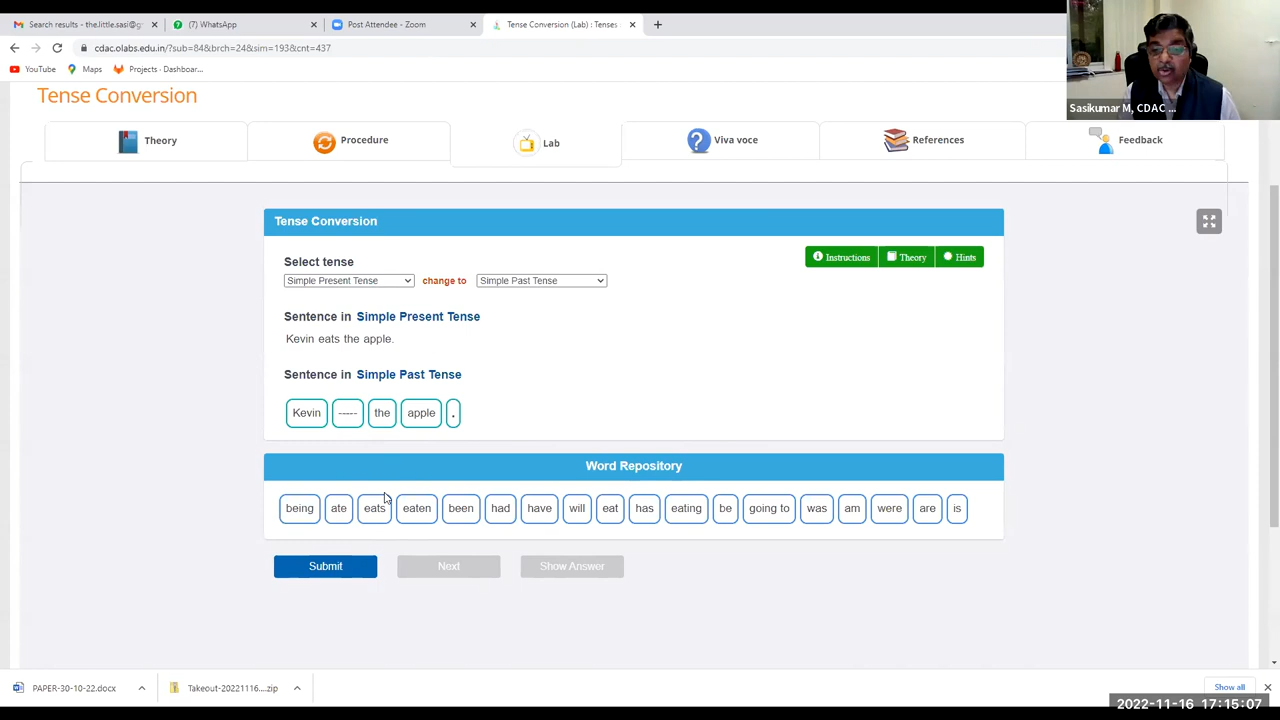 Search results - the.little.sasi@g
(7) WhatsApp
Post Attendee - Zoom
Tense Conversion (Lab) : Tenses
cdac.olabs.edu.in/?sub=84&brch=24&sim=193&cnt=437
YouTube
Maps
Projects - Dashboar...
Sasikumar M, CDAC ...
Tense Conversion
Theory
Procedure
Lab
Viva voce
References
Feedback
Tense Conversion
Select tense
Instructions
Theory
Hints
Simple Present Tense change to Simple Past Tense
Sentence in Simple Present Tense
Kevin eats the apple.
Sentence in Simple Past Tense
Kevin ----- the apple .
Word Repository
being ate eats eaten been had have will eat has eating be going to was am were are is
Submit
Next
Show Answer
PAPER-30-10-22.docx
Takeout-20221116....zip
Show all
2022-11-16 17:15:07